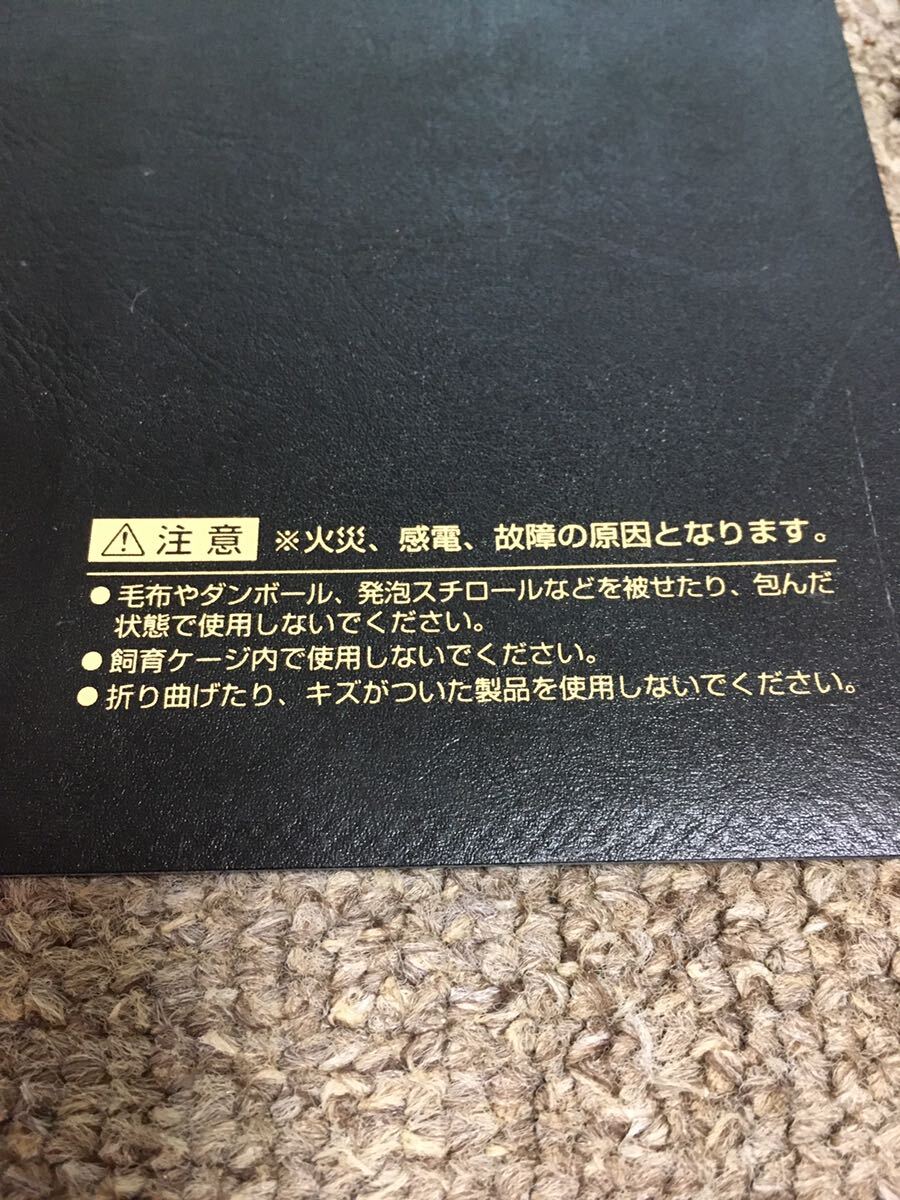 ⚠注意 ※火災、感電、故障の原因となります。
●毛布やダンボール、発泡スチロールなどを被せたり、包んだ
状態で使用しないでください。
●飼育ケージ内で使用しないでください。
●折り曲げたり、キズがついた製品を使用しないでください。